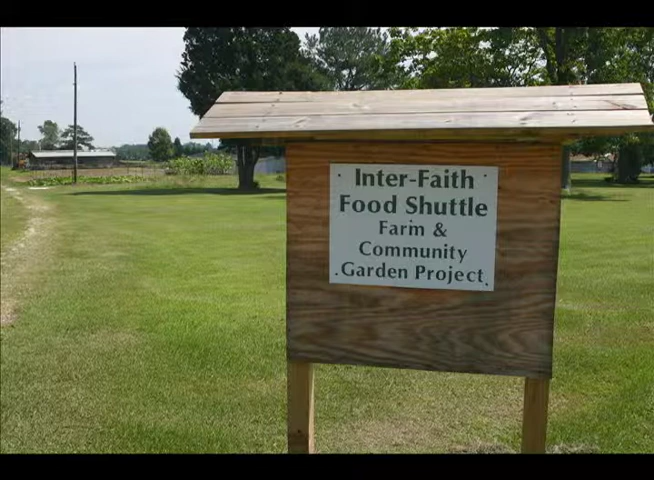 Inter-Faith
Food Shuttle
Farm &
Community
Garden Project